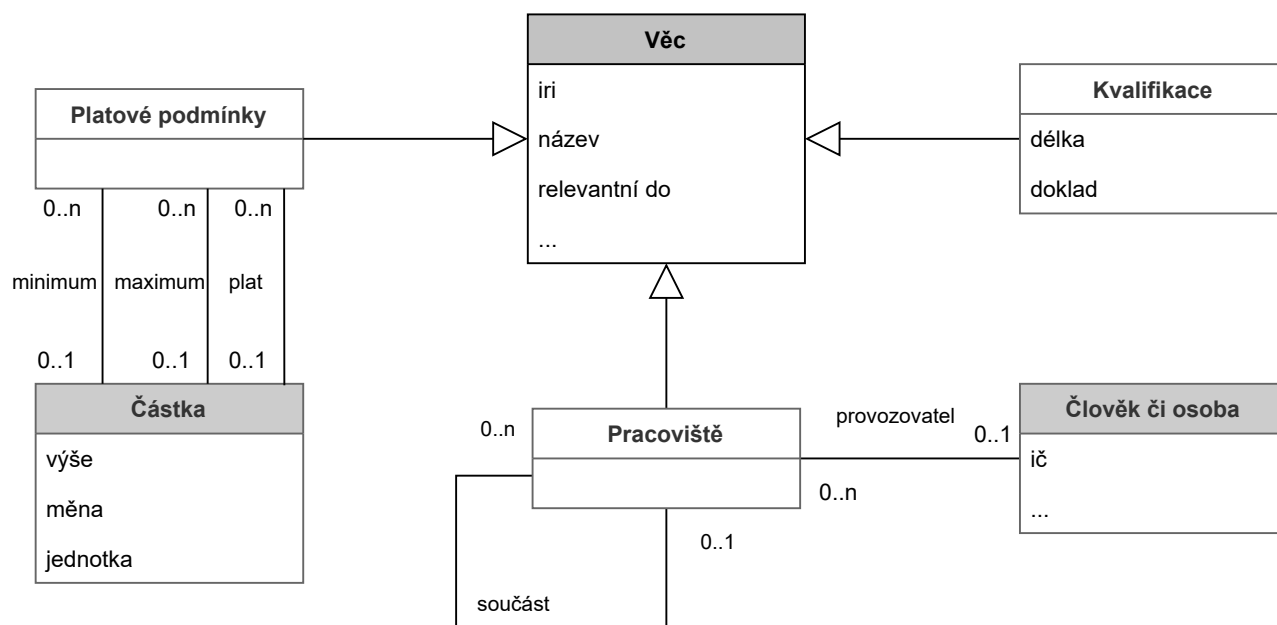 Věc
iri
název
relevantní do
...
Platové podmínky
0..n
0..n
0..n
minimum
maximum
plat
0..1
0..1
0..1
Částka
výše
měna
jednotka
Kvalifikace
délka
doklad
Pracoviště
0..n
0..1
součást
provozovatel
0..1
0..n
Člověk či osoba
ič
...